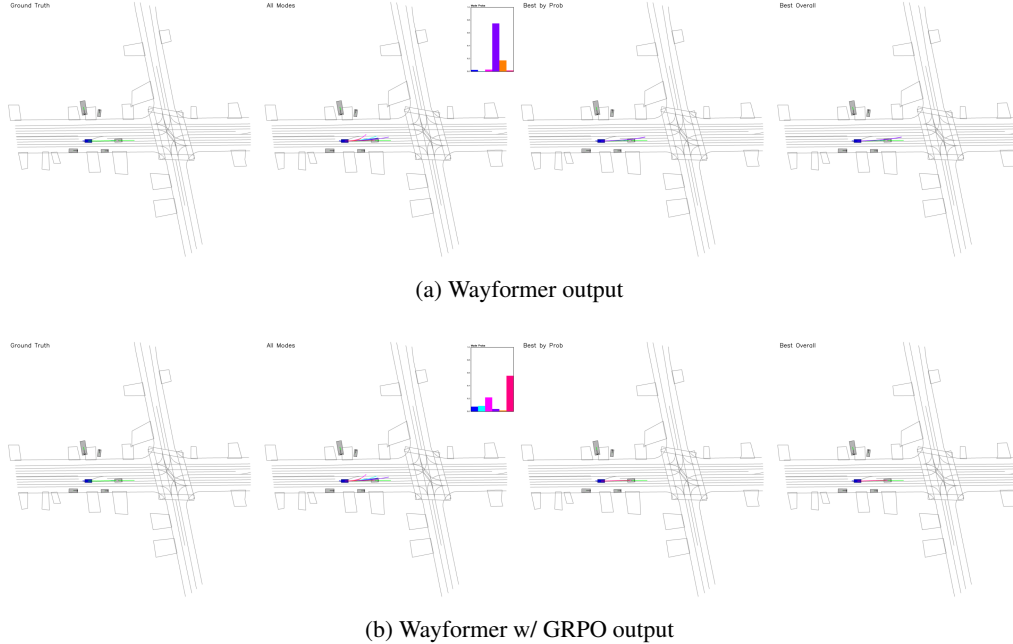 Ground Truth
All Modes
Best by Prob
Best Overall
(a) Wayformer output
Ground Truth
All Modes
Best by Prob
Best Overall
(b) Wayformer w/ GRPO output